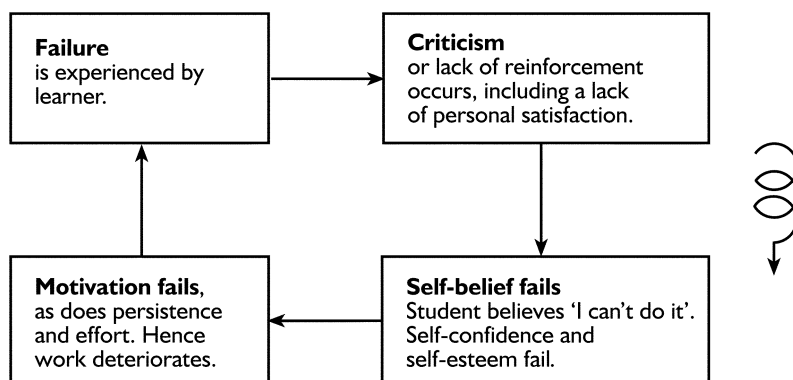 Failure
is experienced by
learner.
Criticism
or lack of reinforcement
occurs, including a lack
of personal satisfaction.
Motivation fails,
as does persistence
and effort. Hence
work deteriorates.
Self-belief fails
Student believes ‘I can’t do it’.
Self-confidence and
self-esteem fail.